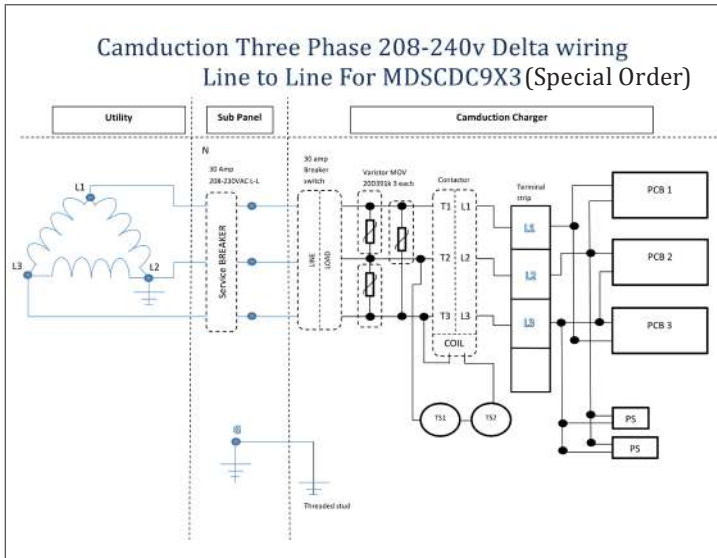 Camduction Three Phase 208-240v Delta wiring
Line to Line For MDSCDC9X3 (Special Order)
Utility
Sub Panel
Camduction Charger
N
30 Amp
208-230VAC L-L
30 amp
Breaker
switch
Varistor MOV
20D391k 3 each
Contactor
Terminal
strip
L1
L3
L2
Service BREAKER
LINE
LOAD
T1
L1
T2
L2
T3
L3
COIL
L1
L2
L3
PCB 1
PCB 2
PCB 3
TS1
TS2
PS
PS
G
Threaded stud